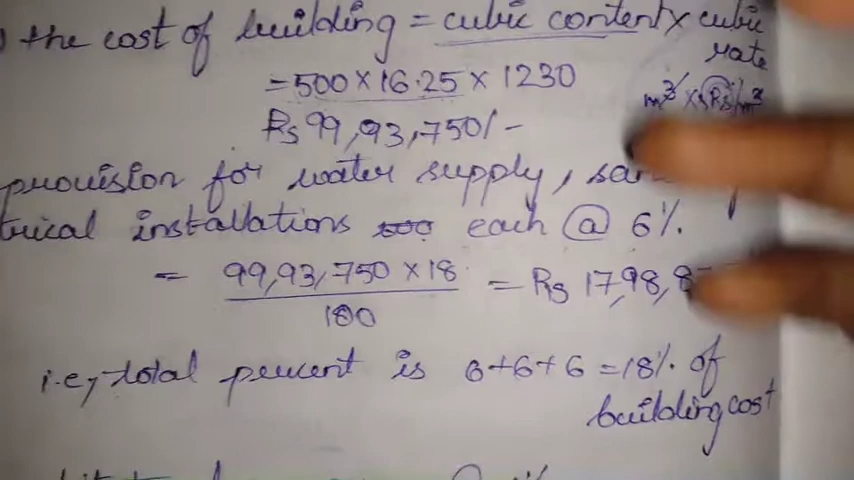 the cost of building = cubic content x cubic rate
= 500 x 16.25 x 1230
m³ x Rs/m³
Rs 99,93,750/-
provision for water supply,
trical installations each @ 6%.
= 99,93,750 x 18 / 100 = Rs 17,98,8
i.e, total percent is 6+6+6 = 18% of building cost